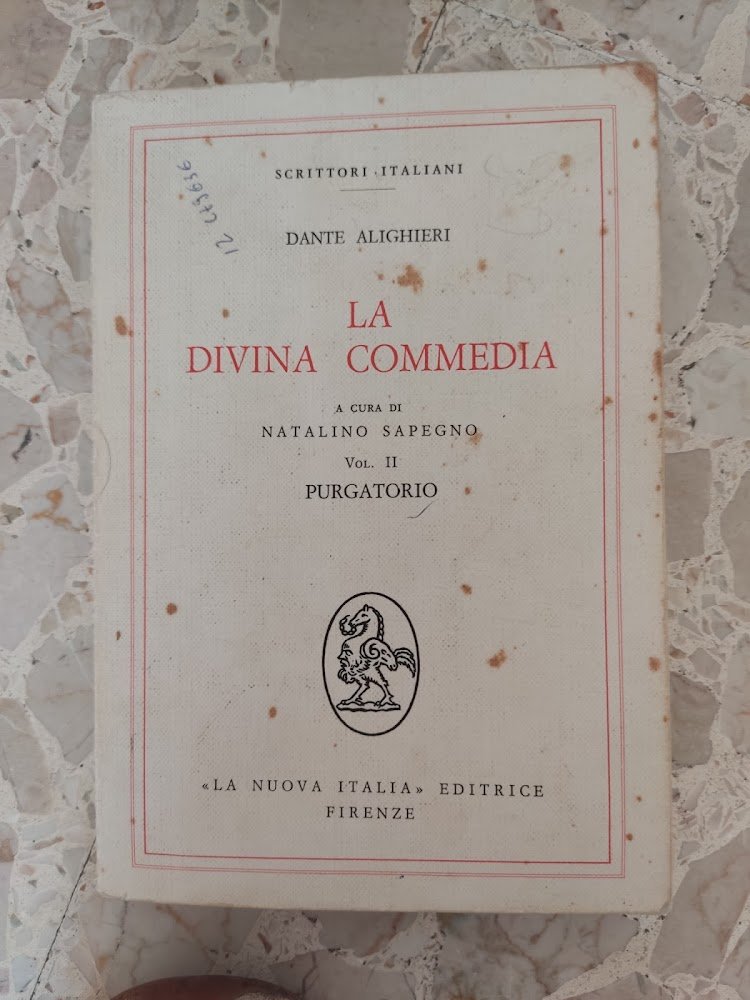 SCRITTORI ITALIANI
DANTE ALIGHIERI
LA
DIVINA COMMEDIA
A CURA DI
NATALINO SAPEGNO
VOL. II
PURGATORIO
«LA NUOVA ITALIA» EDITRICE
FIRENZE